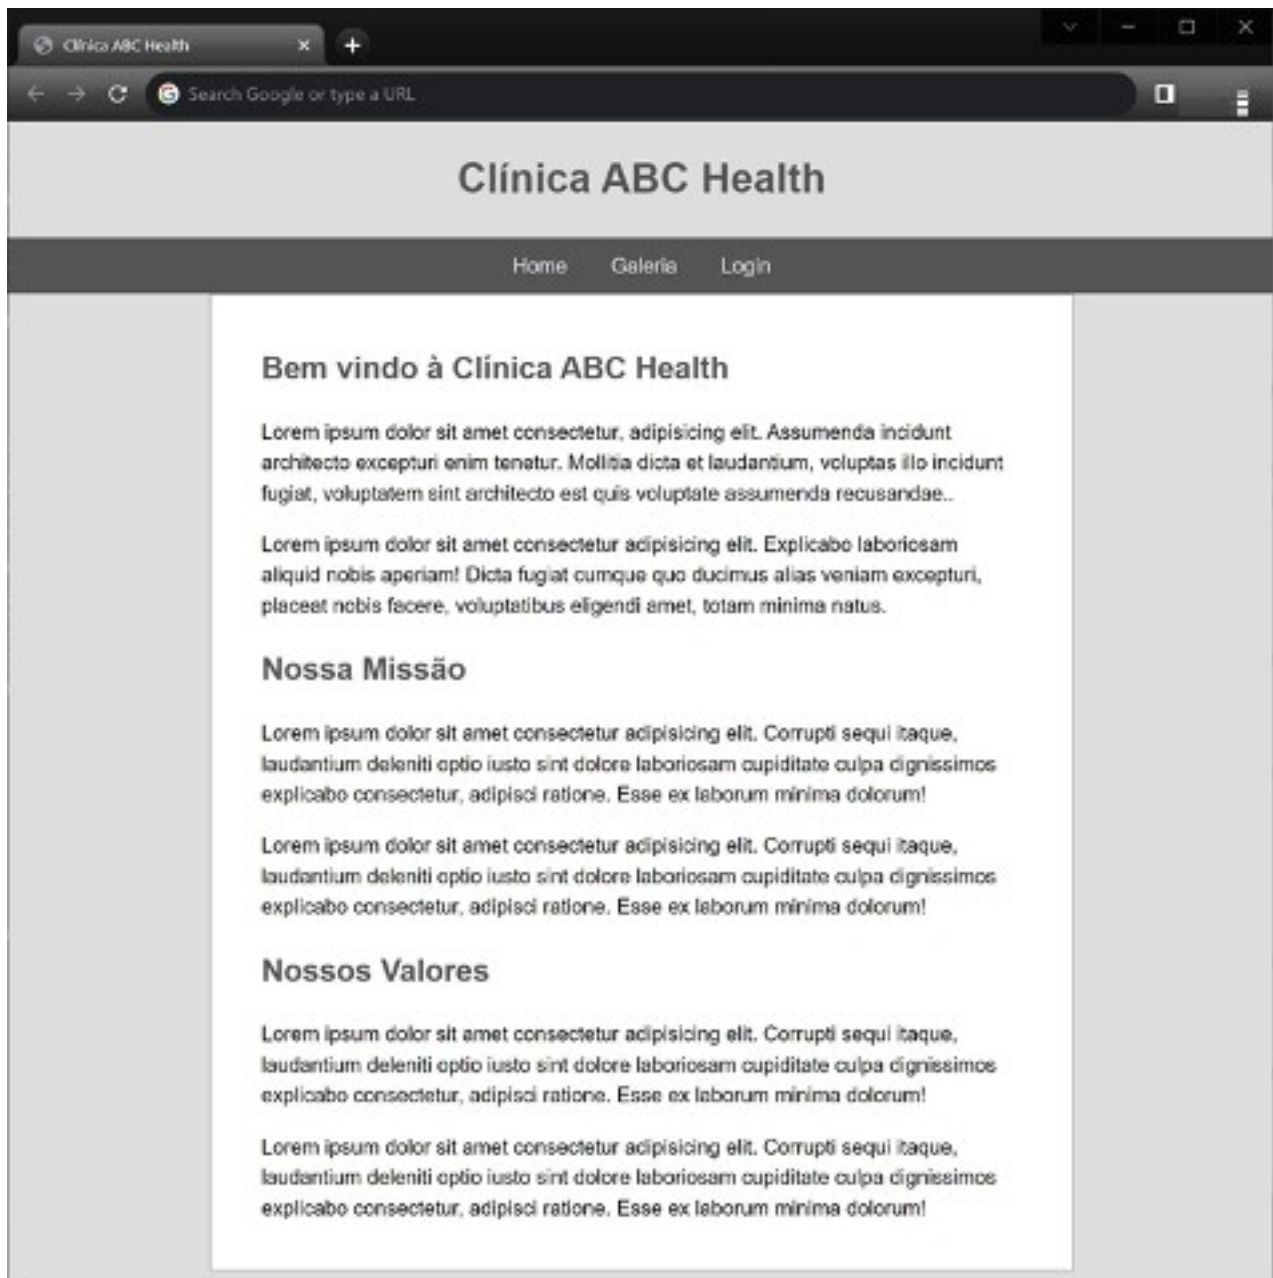 Clínica ABC Health
Search Google or type a URL
Clínica ABC Health
Home Galeria Login
Bem vindo à Clínica ABC Health
Lorem ipsum dolor sit amet consectetur, adipisicing elit. Assumenda incidunt
architecto excepturi enim tenetur. Mollitia dicta et laudantium, voluptas illo incidunt
fugiat, voluptatem sint architecto est quis voluptate assumenda recusandae..
Lorem ipsum dolor sit amet consectetur adipisicing elit. Explicabo laboriosam
aliquid nobis aperiam! Dicta fugiat cumque quo ducimus alias veniam excepturi,
placeat nobis facere, voluptatibus eligendi amet, totam minima natus.
Nossa Missão
Lorem ipsum dolor sit amet consectetur adipisicing elit. Corrupti sequi itaque,
laudantium deleniti optio iusto sint dolore laboriosam cupiditate culpa dignissimos
explicabo consectetur, adipisci ratione. Esse ex laborum minima dolorum!
Lorem ipsum dolor sit amet consectetur adipisicing elit. Corrupti sequi itaque,
laudantium deleniti optio iusto sint dolore laboriosam cupiditate culpa dignissimos
explicabo consectetur, adipisci ratione. Esse ex laborum minima dolorum!
Nossos Valores
Lorem ipsum dolor sit amet consectetur adipisicing elit. Corrupti sequi itaque,
laudantium deleniti optio iusto sint dolore laboriosam cupiditate culpa dignissimos
explicabo consectetur, adipisci ratione. Esse ex laborum minima dolorum!
Lorem ipsum dolor sit amet consectetur adipisicing elit. Corrupti sequi itaque,
laudantium deleniti optio iusto sint dolore laboriosam cupiditate culpa dignissimos
explicabo consectetur, adipisci ratione. Esse ex laborum minima dolorum!